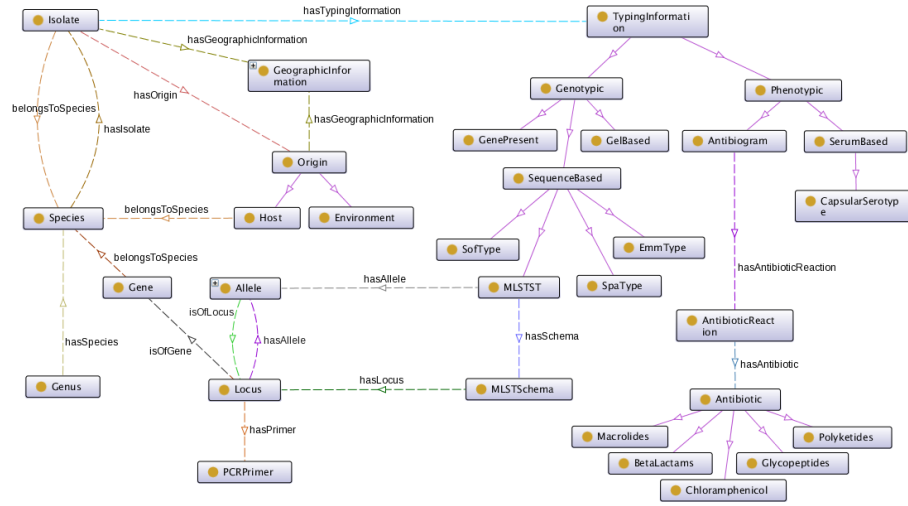 Isolate
hasTypingInformation
TypingInformati
on
hasGeographicInformation
GeographicInfor
mation
Genotypic
Phenotypic
belongsToSpecies
hasOrigin
hasIsolate
hasGeographicInformation
GenePresent
GelBased
Antibiogram
SerumBased
Origin
SequenceBased
CapsularSerotyp
e
Species
belongsToSpecies
Host
Environment
SofType
EmmType
belongsToSpecies
hasAntibioticReaction
Gene
Allele
hasAllele
MLSTST
SpaType
isOfLocus
AntibioticReact
ion
hasSpecies
isOfGene
hasAllele
hasSchema
hasAntibiotic
Genus
Locus
hasLocus
MLSTSchema
Antibiotic
hasPrimer
Macrolides
Polyketides
PCRPrimer
BetaLactams
Glycopeptides
Chloramphenicol